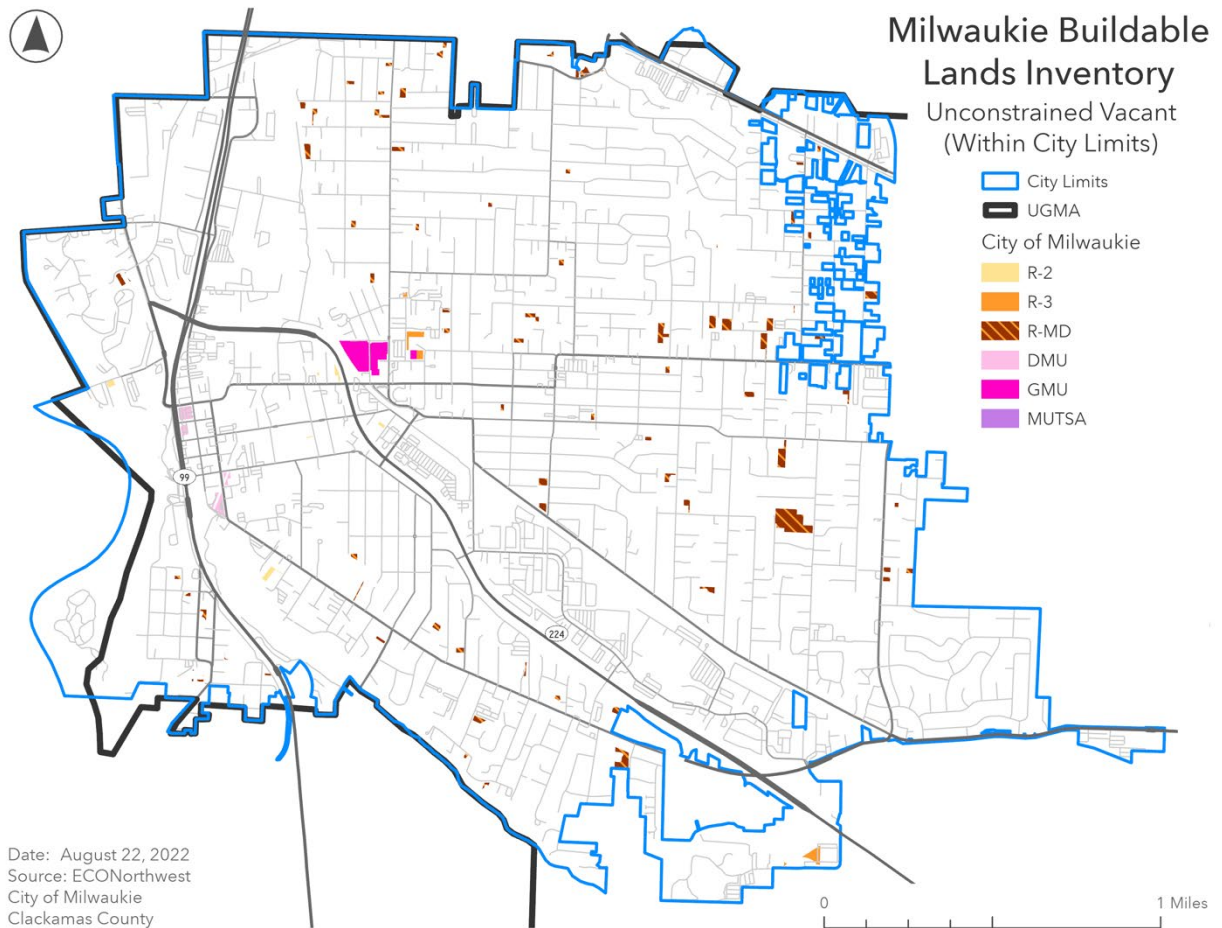 Milwaukie Buildable
Lands Inventory
Unconstrained Vacant
(Within City Limits)
City Limits
UGMA
City of Milwaukie
R-2
R-3
R-MD
DMU
GMU
MUTSA
99
224
Date: August 22, 2022
Source: ECONorthwest
City of Milwaukie
Clackamas County
0
1 Miles